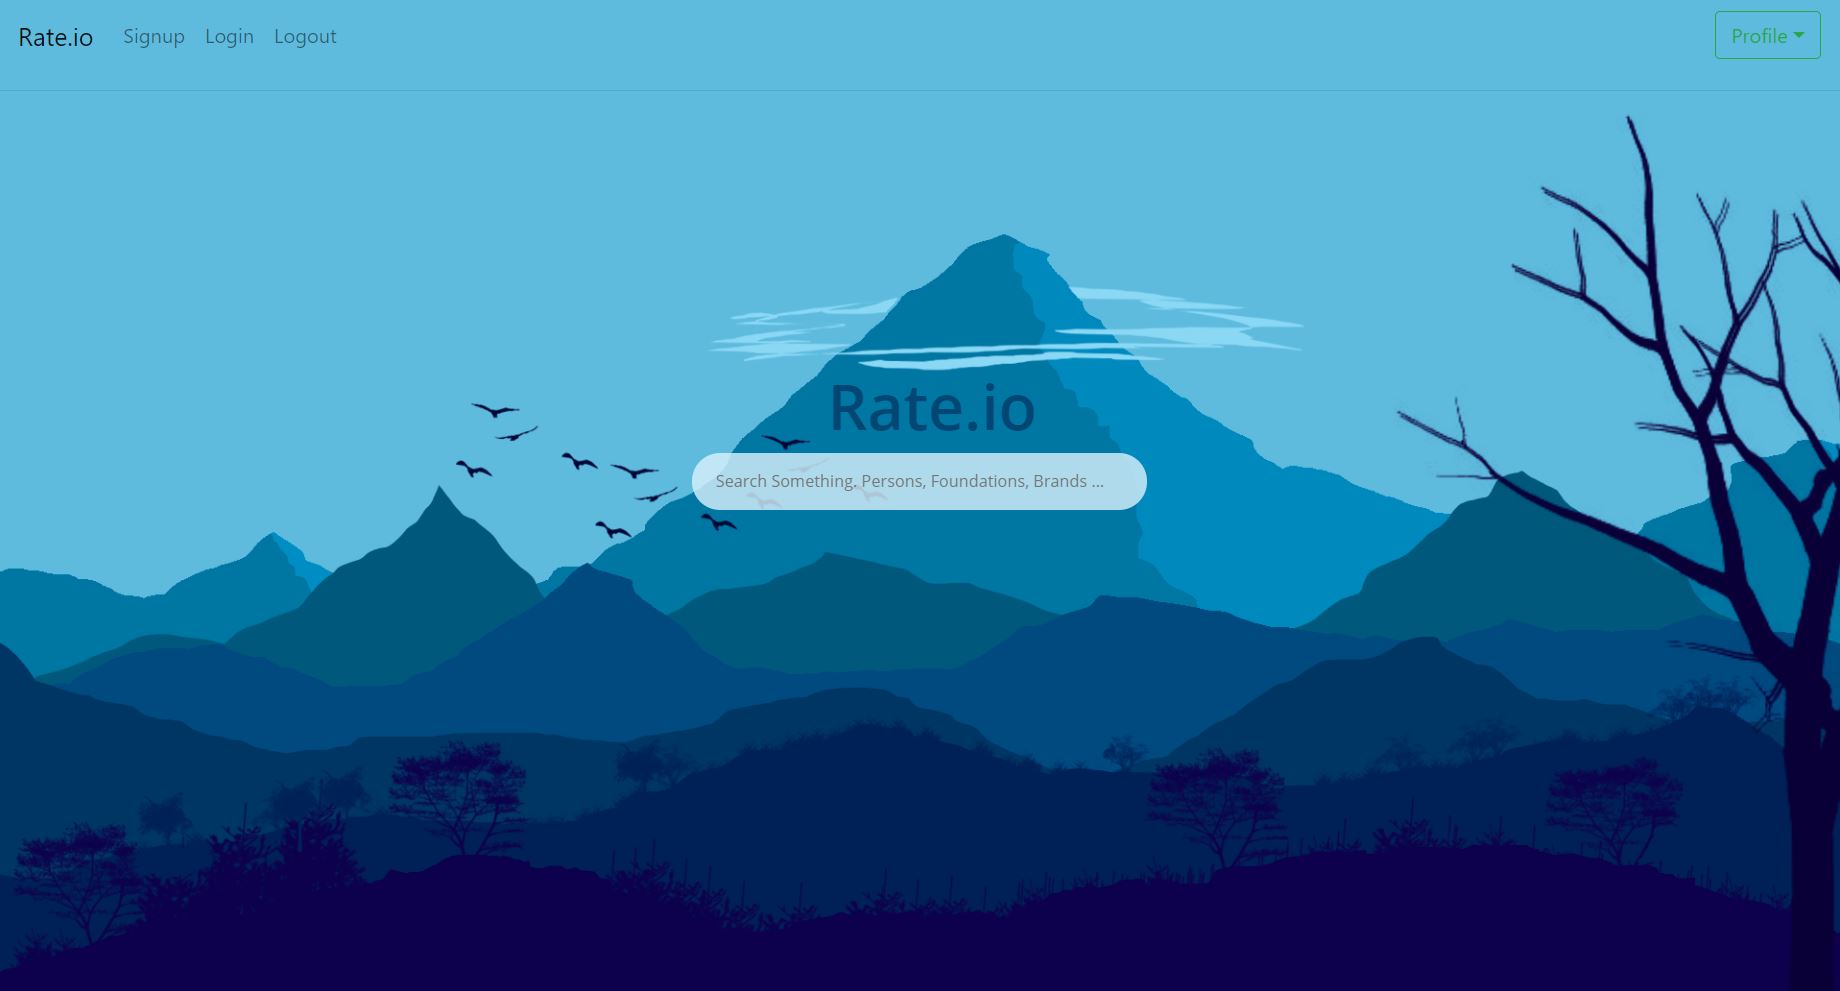 Rate.io Signup Login Logout Profile
Rate.io
Search Something, Persons, Foundations, Brands ...